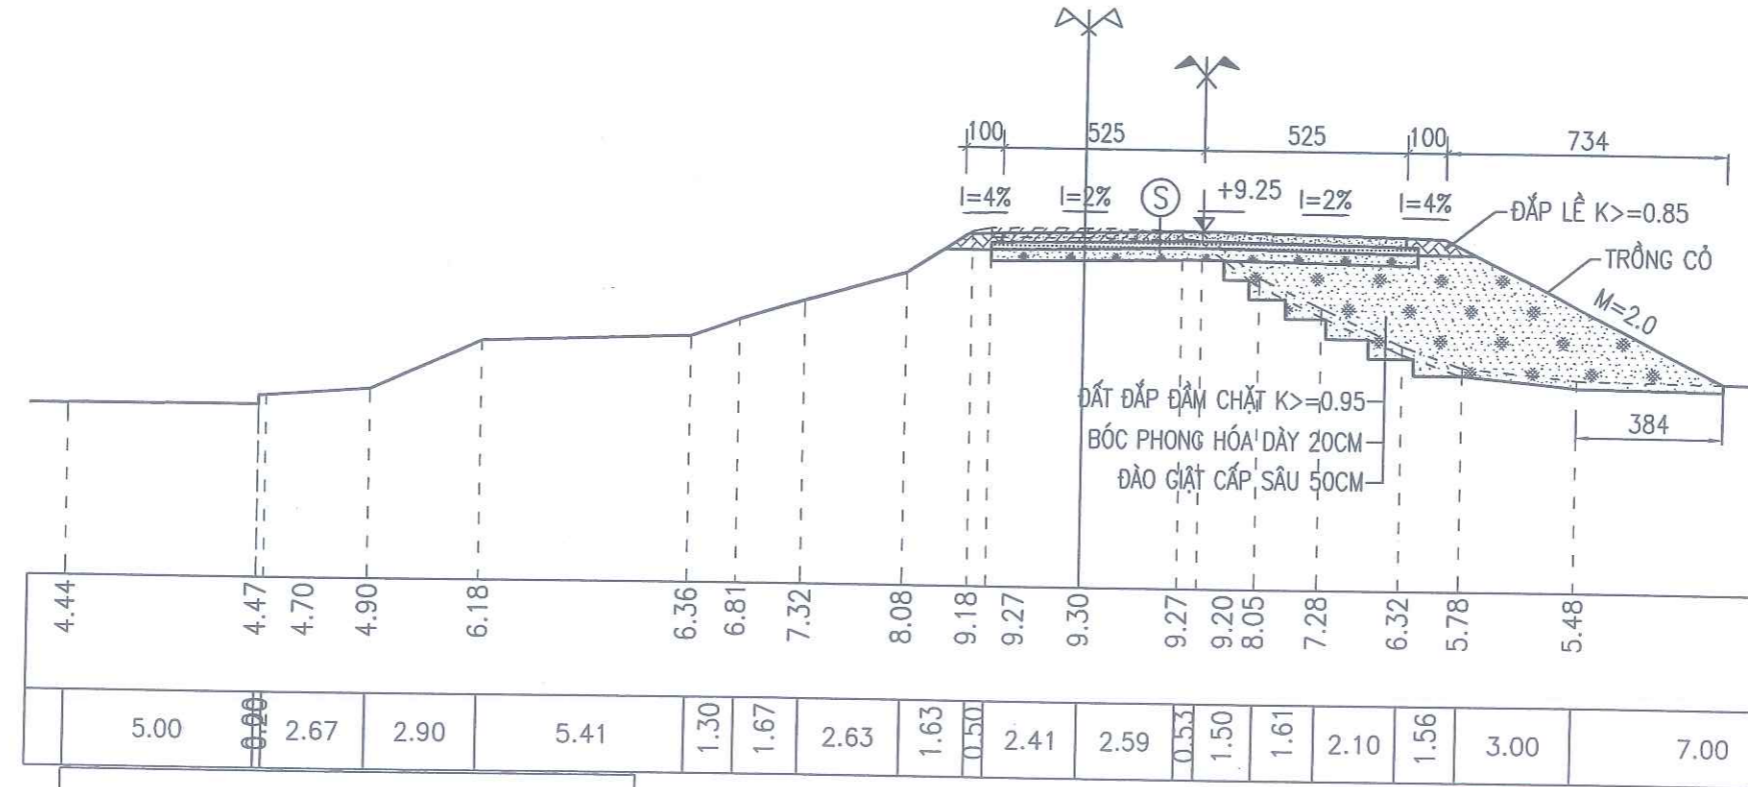 100 525 525 100 734
I=4% I=2% S +9.25 I=2% I=4%
ĐẮP LỀ K>=0.85
TRỒNG CỎ
M=2.0
ĐẤT ĐẮP ĐẦM CHẶT K>=0.95
BÓC PHONG HÓA DÀY 20CM
ĐÀO GIẬT CẤP SÂU 50CM
384
4.44 4.47 4.70 4.90 6.18 6.36 6.81 7.32 8.08 9.18 9.27 9.30 9.27 9.20 8.05 7.28 6.32 5.78 5.48
5.00 0.00 0.20 2.67 2.90 5.41 1.30 1.67 2.63 1.63 0.50 2.41 2.59 0.53 1.50 1.61 2.10 1.56 3.00 7.00